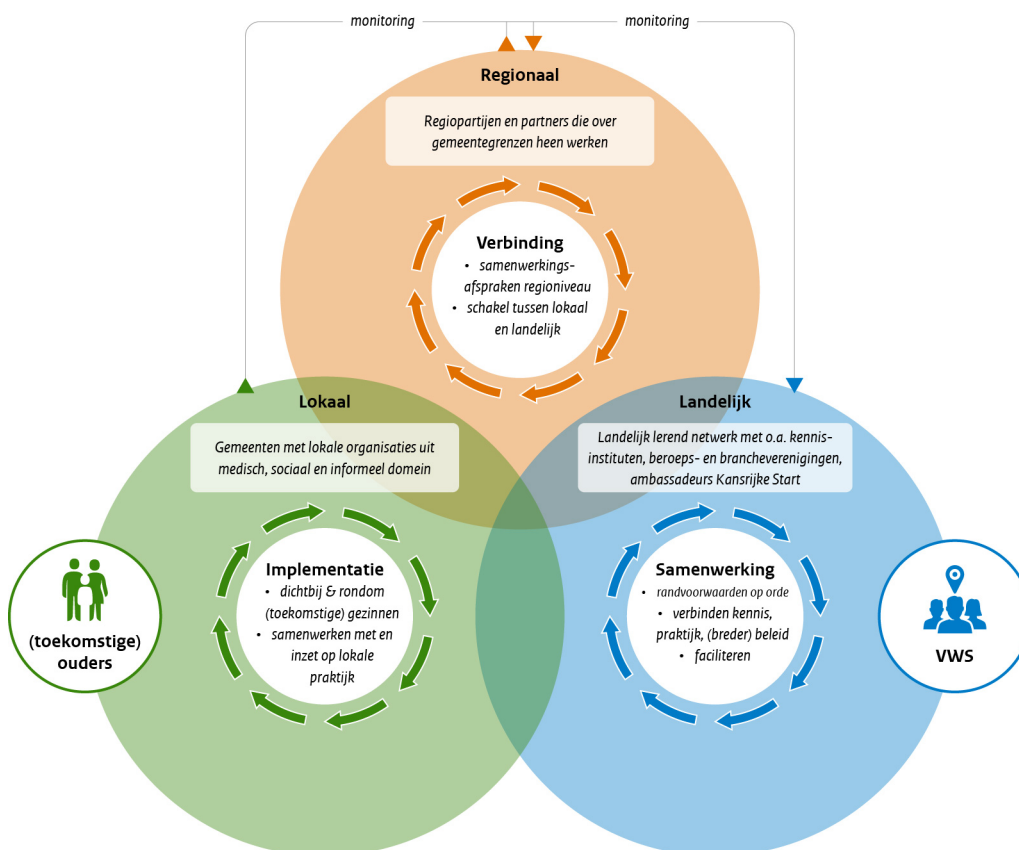 monitoring
monitoring
Regionaal
Regiopartijen en partners die over
gemeentegrenzen heen werken
Verbinding
• samenwerkings-
afspraken regioniveau
• schakel tussen lokaal
en landelijk
Lokaal
Gemeenten met lokale organisaties uit
medisch, sociaal en informeel domein
Implementatie
• dichtbij & rondom
(toekomstige) gezinnen
• samenwerken met en
inzet op lokale
praktijk
(toekomstige)
ouders
Landelijk
Landelijk lerend netwerk met o.a. kennis-
instituten, beroeps- en brancheverenigingen,
ambassadeurs Kansrijke Start
Samenwerking
• randvoorwaarden op orde
• verbinden kennis,
praktijk, (breder) beleid
• faciliteren
VWS